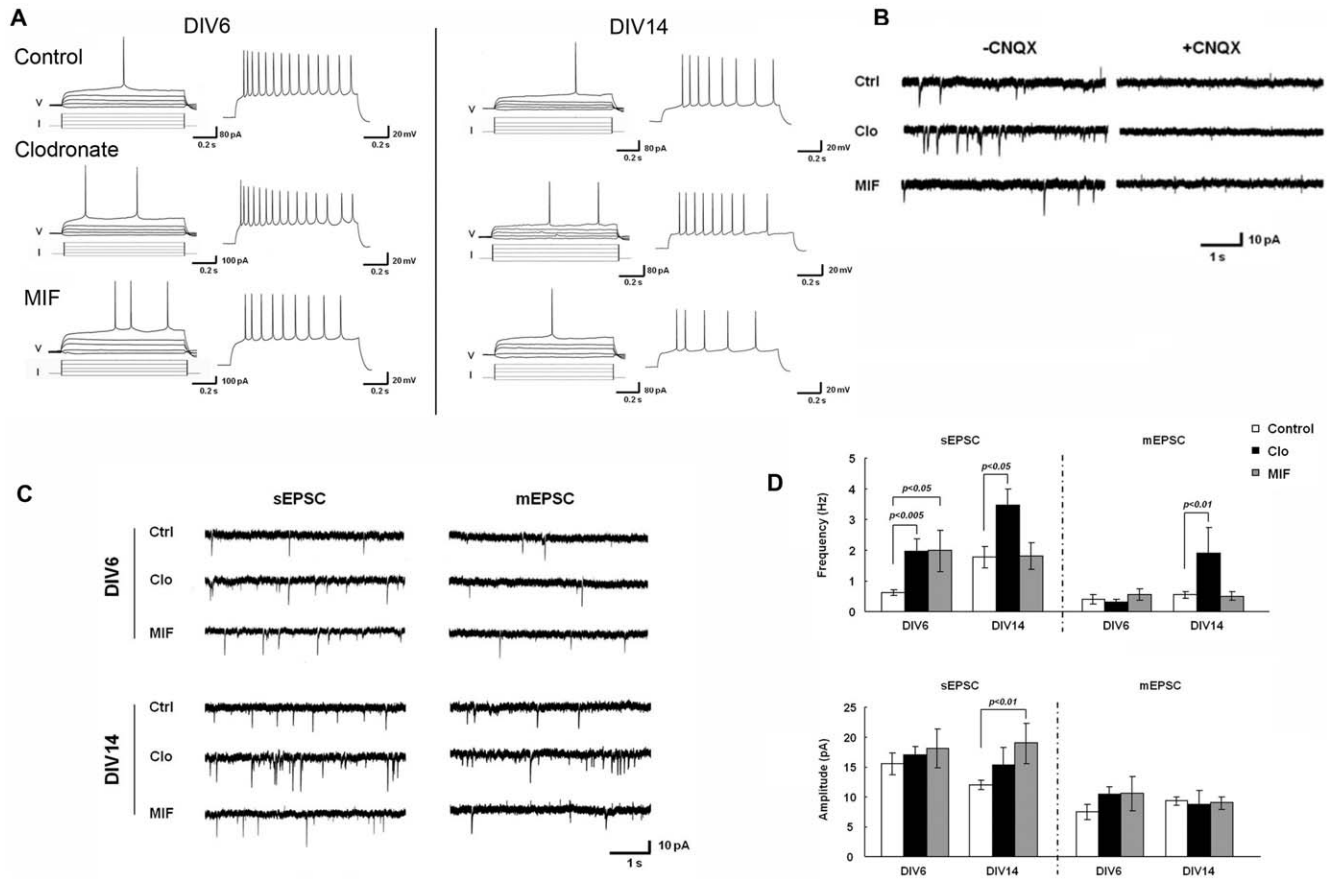 A
DIV6
DIV14
Control
V
I
80 pA
0.2 s
20 mV
0.2 s
V
I
80 pA
0.2 s
20 mV
0.2 s
Clodronate
V
I
100 pA
0.2 s
20 mV
0.2 s
V
I
80 pA
0.2 s
20 mV
0.2 s
MIF
V
I
100 pA
0.2 s
20 mV
0.2 s
V
I
80 pA
0.2 s
20 mV
0.2 s
B
-CNQX
+CNQX
Ctrl
Clo
MIF
10 pA
1 s
C
sEPSC
mEPSC
DIV6
Ctrl
Clo
MIF
DIV14
Ctrl
Clo
MIF
10 pA
1 s
D
Control
Clo
MIF
sEPSC
mEPSC
Frequency (Hz)
5
4
3
2
1
0
p<0.05
p<0.005
p<0.05
p<0.01
DIV6
DIV14
DIV6
DIV14
sEPSC
mEPSC
Amplitude (pA)
25
20
15
10
5
0
p<0.01
DIV6
DIV14
DIV6
DIV14